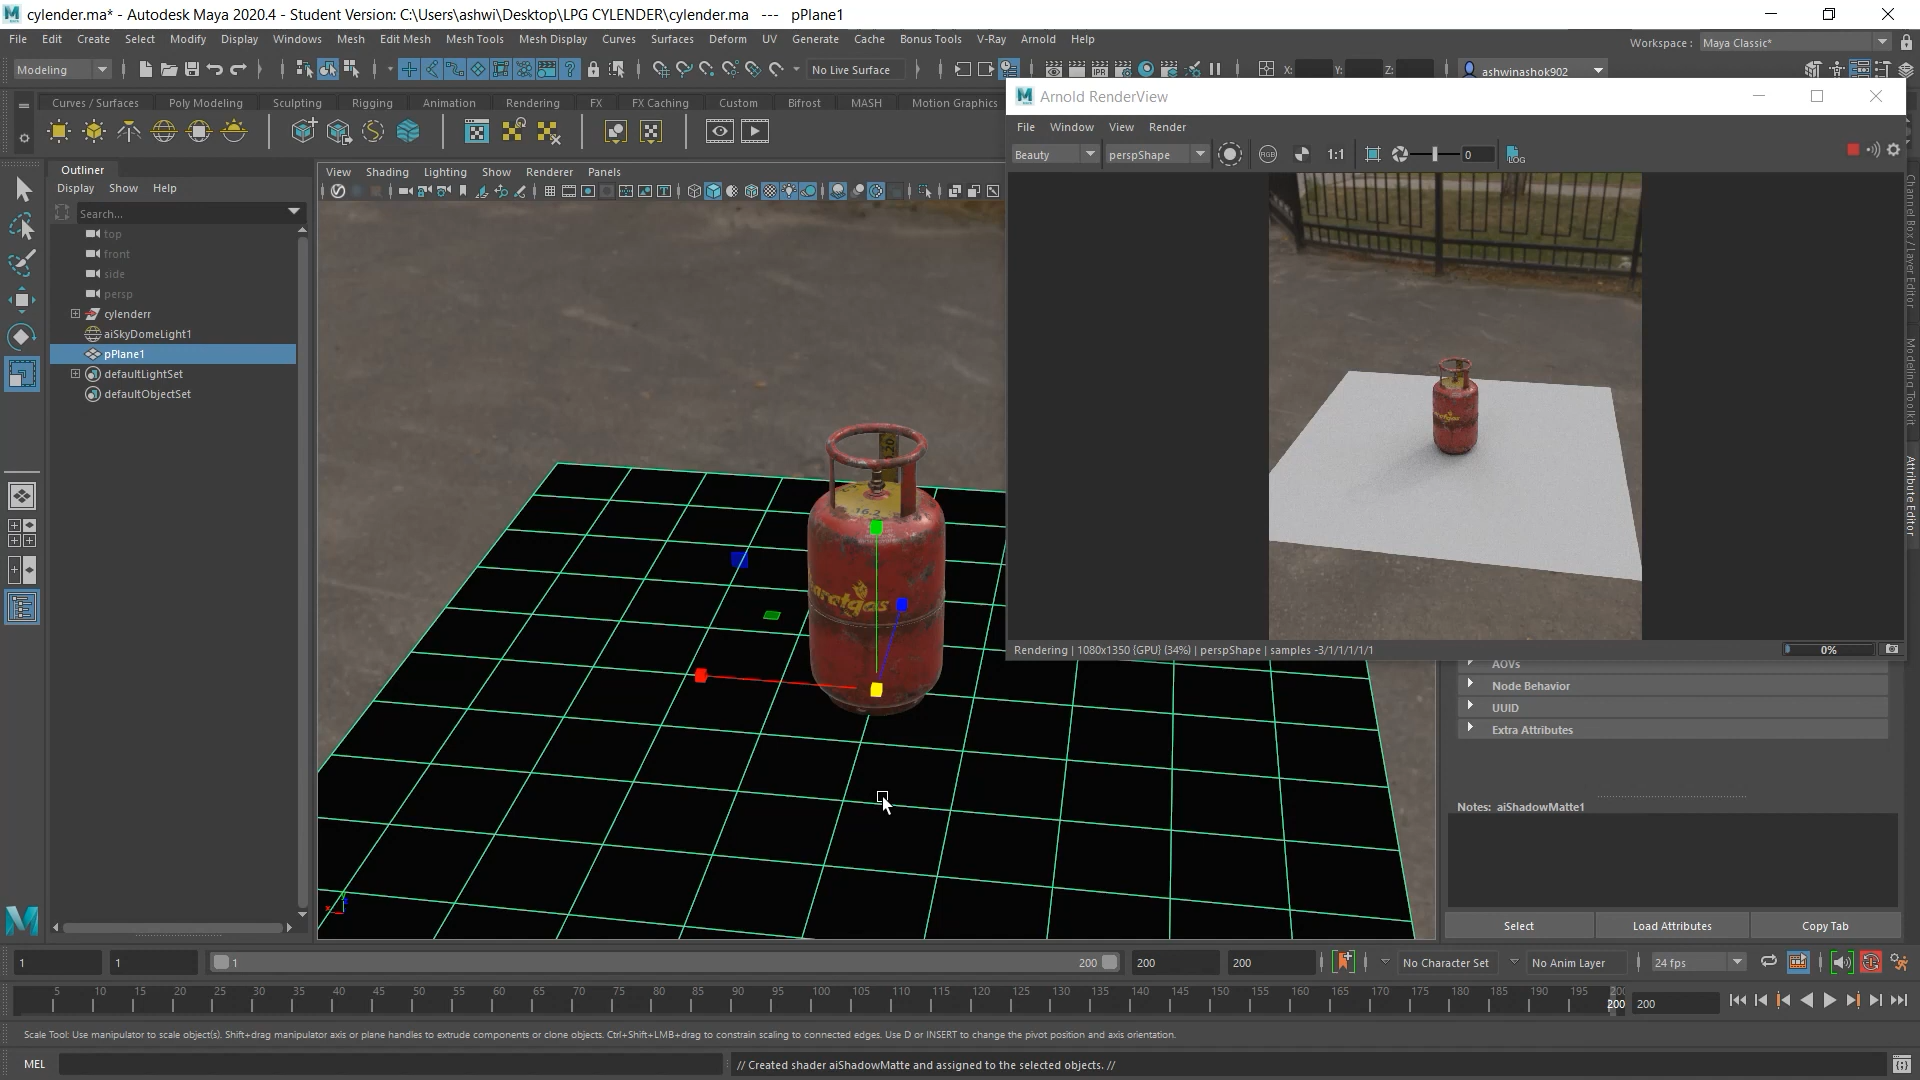 cylender.ma* - Autodesk Maya 2020.4 - Student Version: C:\Users\ashwi\Desktop\LPG CYLENDER\cylender.ma   ---   pPlane1
File Edit Create Select Modify Display Windows Mesh Edit Mesh Mesh Tools Mesh Display Curves Surfaces Deform UV Generate Cache Bonus Tools V-Ray Arnold Help
Workspace : Maya Classic*
Modeling No Live Surface X: Y: Z: ashwinashok902
Curves / Surfaces Poly Modeling Sculpting Rigging Animation Rendering FX FX Caching Custom Bifrost MASH Motion Graphics
Arnold RenderView
File Window View Render
Beauty perspShape 1:1 0 LOG
Outliner
Display Show Help
Search...
top
front
side
persp
cylenderr
aiSkyDomeLight1
pPlane1
defaultLightSet
defaultObjectSet
View Shading Lighting Show Renderer Panels
16.2
Rendering | 1080x1350 {GPU} (34%) | perspShape | samples -3/1/1/1/1/1
0%
AOVs
Node Behavior
UUID
Extra Attributes
Notes: aiShadowMatte1
Select Load Attributes Copy Tab
Channel Box / Layer Editor
Modeling Toolkit
Attribute Editor
1 1 1 200 200 200 No Character Set No Anim Layer 24 fps
5 10 15 20 25 30 35 40 45 50 55 60 65 70 75 80 85 90 95 100 105 110 115 120 125 130 135 140 145 150 155 160 165 170 175 180 185 190 195 200 200
Scale Tool: Use manipulator to scale object(s). Shift+drag manipulator axis or plane handles to extrude components or clone objects. Ctrl+Shift+LMB+drag to constrain scaling to connected edges. Use D or INSERT to change the pivot position and axis orientation.
MEL // Created shader aiShadowMatte and assigned to the selected objects. //